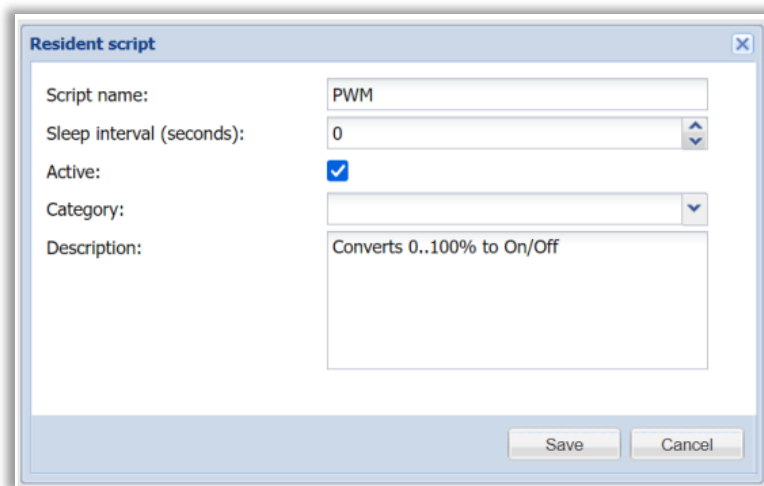 Resident script
Script name: PWM
Sleep interval (seconds): 0
Active:
Category:
Description: Converts 0..100% to On/Off
Save Cancel